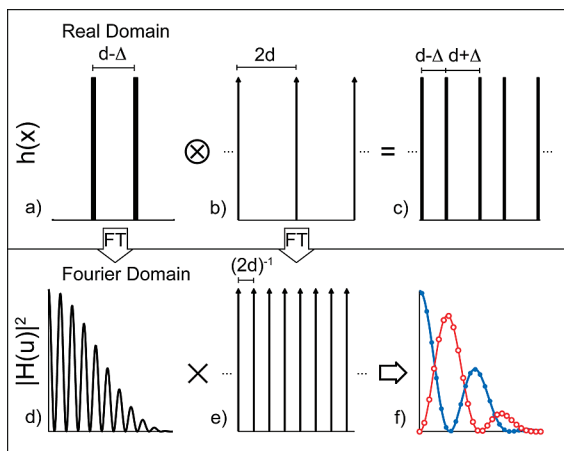 Real Domain
d-Δ
2d
d-Δ d+Δ
h(x)
⊗
...
...
=
...
...
a)
b)
c)
FT
FT
Fourier Domain
(2d)⁻¹
|H(u)|²
×
...
...
d)
e)
f)